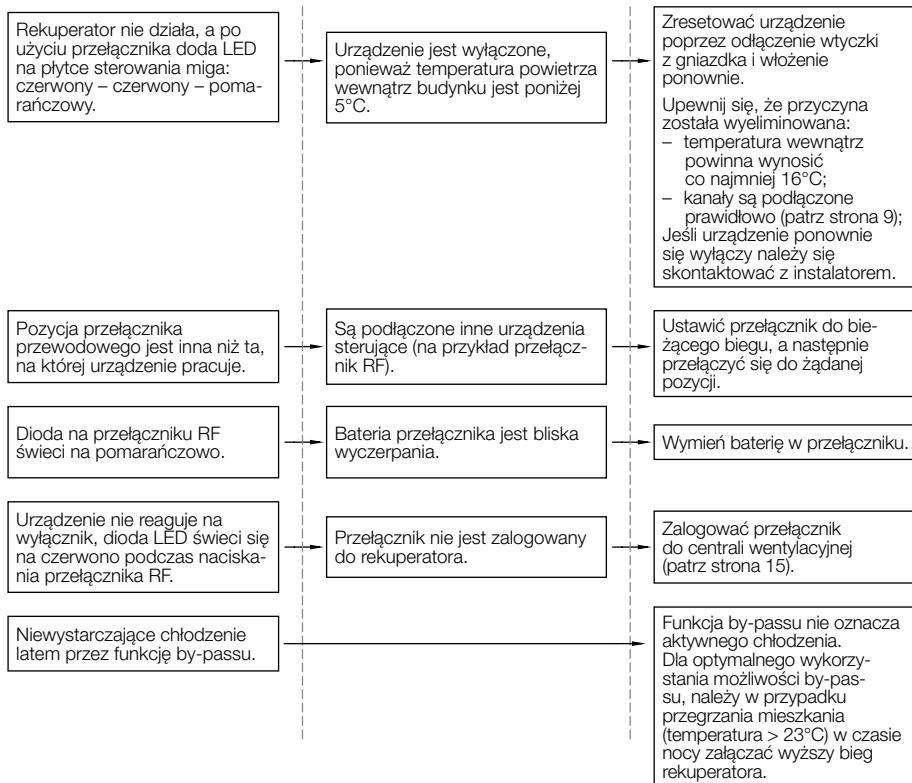 Rekuperator nie działa, a po
użyciu przełącznika doda LED
na płytce sterowania miga:
czerwony – czerwony – poma-
rańczowy.
Urządzenie jest wyłączone,
ponieważ temperatura powietrza
wewnątrz budynku jest poniżej
5°C.
Zresetować urządzenie
poprzez odłączenie wtyczki
z gniazdka i włożenie
ponownie.
Upewnij się, że przyczyna
została wyeliminowana:
– temperatura wewnątrz
powinna wynosić
co najmniej 16°C;
– kanały są podłączone
prawidłowo (patrz strona 9);
Jeśli urządzenie ponownie
się wyłączy należy się
skontaktować z instalatorem.
Pozycja przełącznika
przewodowego jest inna niż ta,
na której urządzenie pracuje.
Są podłączone inne urządzenia
sterujące (na przykład przełącz-
nik RF).
Ustawić przełącznik do bie-
żącego biegu, a następnie
przełączyć się do żądanej
pozycji.
Dioda na przełączniku RF
świeci na pomarańczowo.
Bateria przełącznika jest bliska
wyczerpania.
Wymień baterię w przełączniku.
Urządzenie nie reaguje na
wyłącznik, dioda LED świeci się
na czerwono podczas naciska-
nia przełącznika RF.
Przełącznik nie jest zalogowany
do rekuperatora.
Zalogować przełącznik
do centrali wentylacyjnej
(patrz strona 15).
Niewystarczające chłodzenie
latem przez funkcję by-passu.
Funkcja by-passu nie oznacza
aktywnego chłodzenia.
Dla optymalnego wykorzy-
stania możliwości by-pas-
su, należy w przypadku
przegrzania mieszkania
(temperatura > 23°C) w czasie
nocy załączać wyższy bieg
rekuperatora.